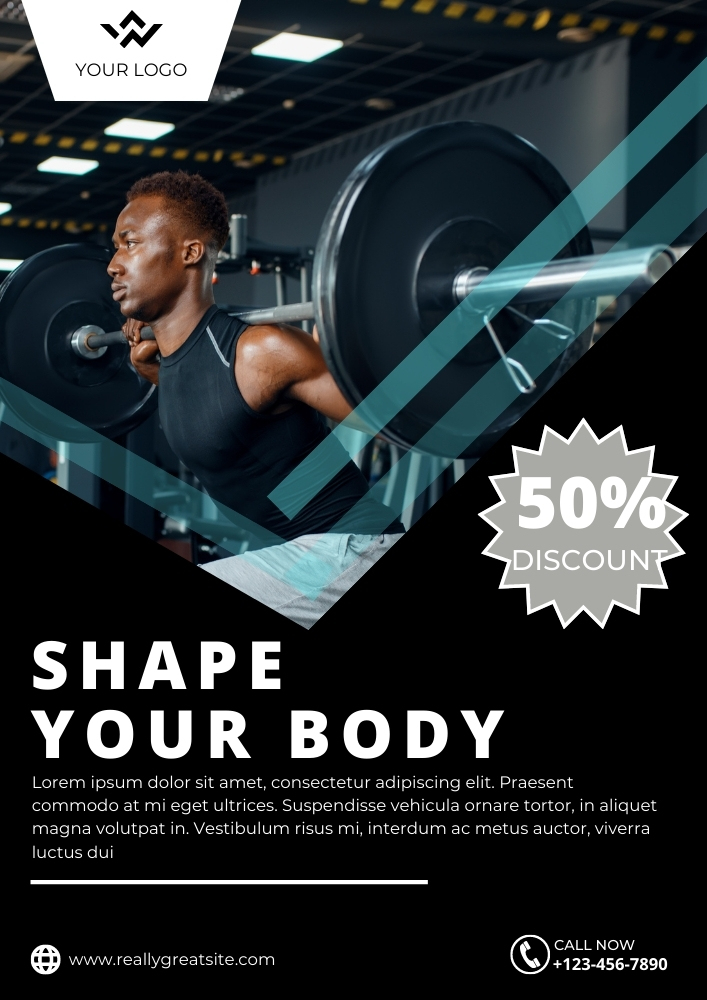 YOUR LOGO
50%
DISCOUNT
SHAPE
YOUR BODY
Lorem ipsum dolor sit amet, consectetur adipiscing elit. Praesent
commodo at mi eget ultrices. Suspendisse vehicula ornare tortor, in aliquet
magna volutpat in. Vestibulum risus mi, interdum ac metus auctor, viverra
luctus dui
www.reallygreatsite.com
CALL NOW
+123-456-7890